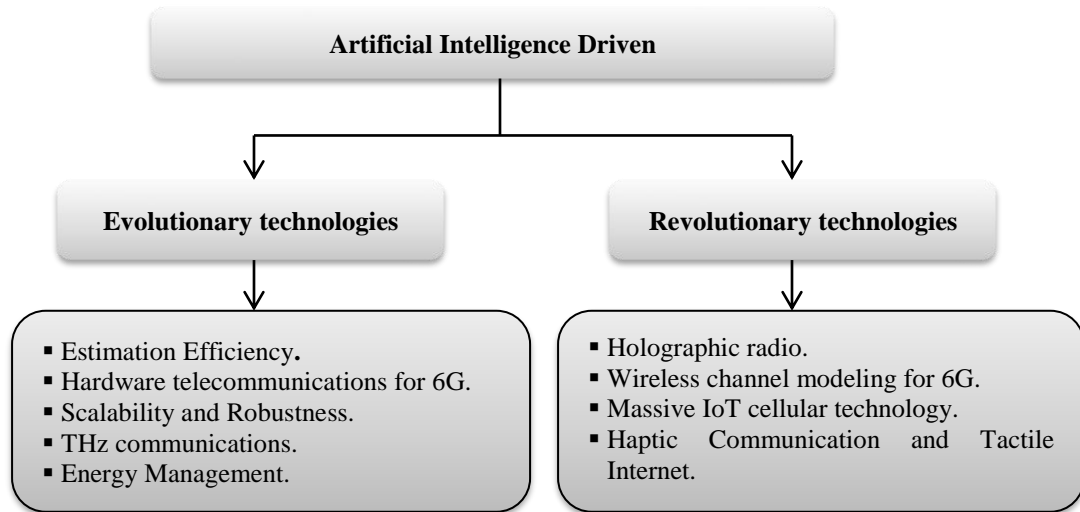 Artificial Intelligence Driven
Evolutionary technologies
Revolutionary technologies
▪ Estimation Efficiency.
▪ Hardware telecommunications for 6G.
▪ Scalability and Robustness.
▪ THz communications.
▪ Energy Management.
▪ Holographic radio.
▪ Wireless channel modeling for 6G.
▪ Massive IoT cellular technology.
▪ Haptic Communication and Tactile
Internet.